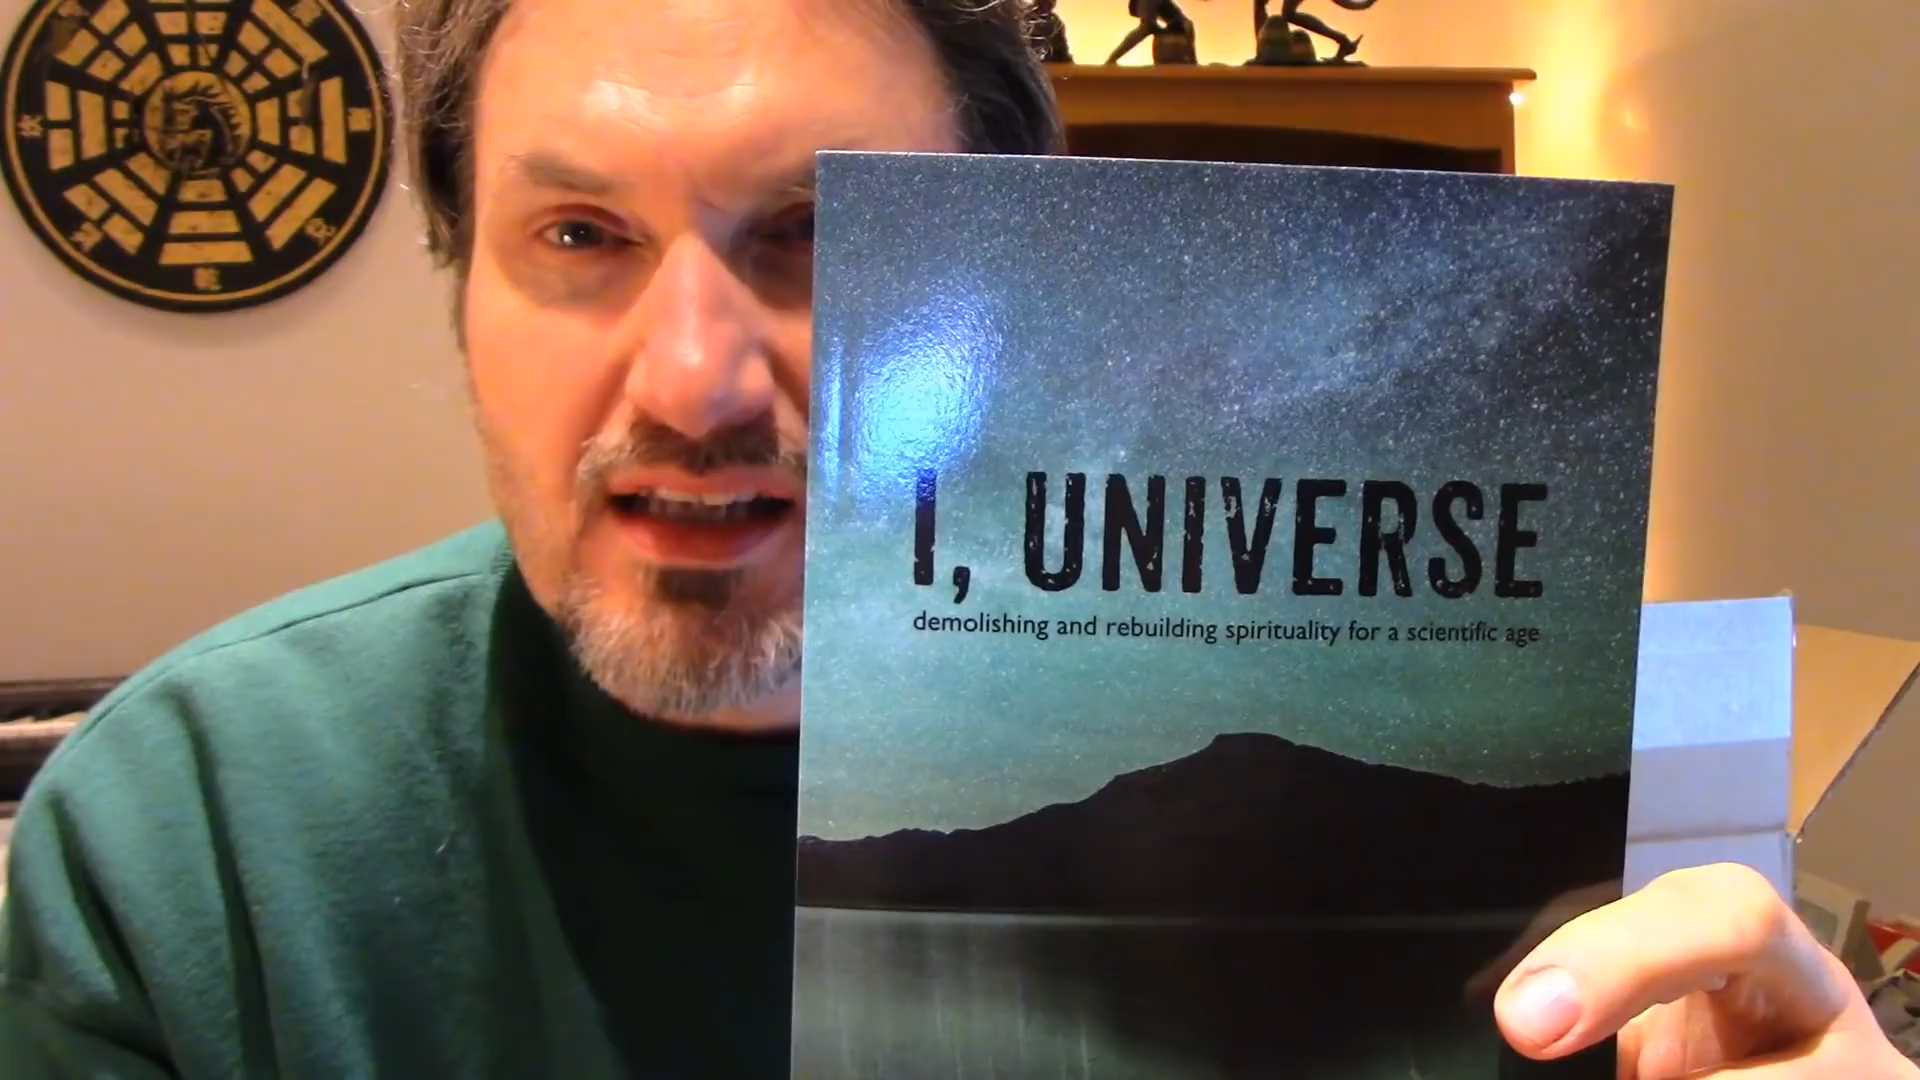 I, UNIVERSE
demolishing and rebuilding spirituality for a scientific age